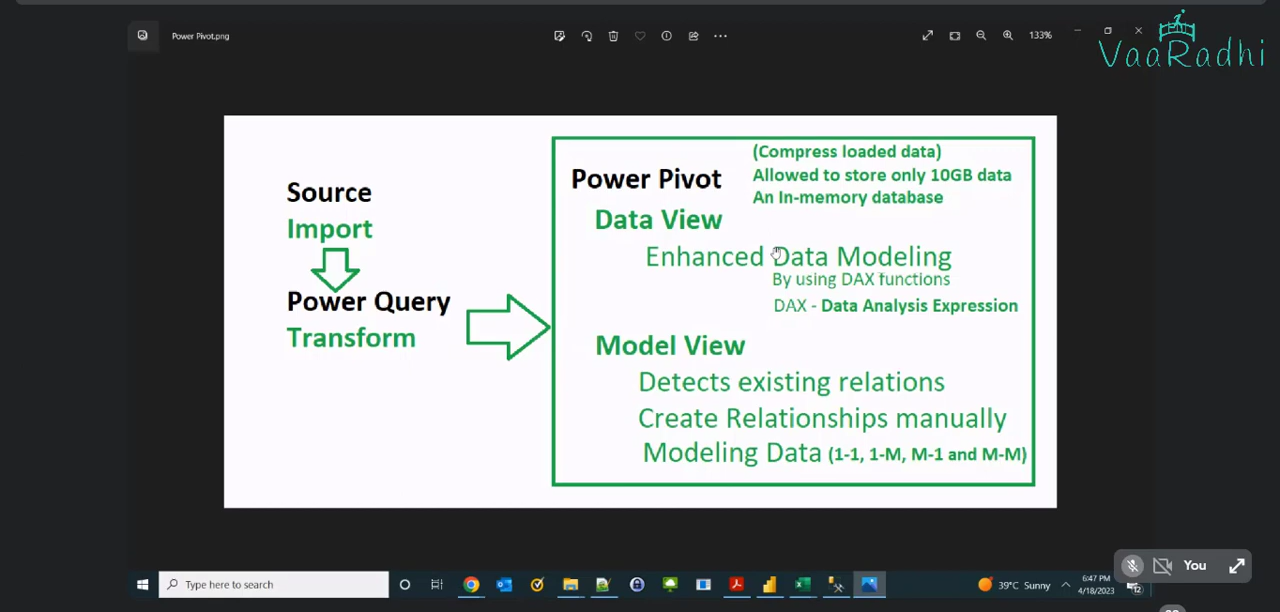 Power Pivot.png
133%
VaaRadhi
Source
Import
Power Query
Transform
Power Pivot
(Compress loaded data)
Allowed to store only 10GB data
An In-memory database
Data View
Enhanced Data Modeling
By using DAX functions
DAX - Data Analysis Expression
Model View
Detects existing relations
Create Relationships manually
Modeling Data (1-1, 1-M, M-1 and M-M)
You
Type here to search
39°C Sunny
6:47 PM
4/18/2023
12